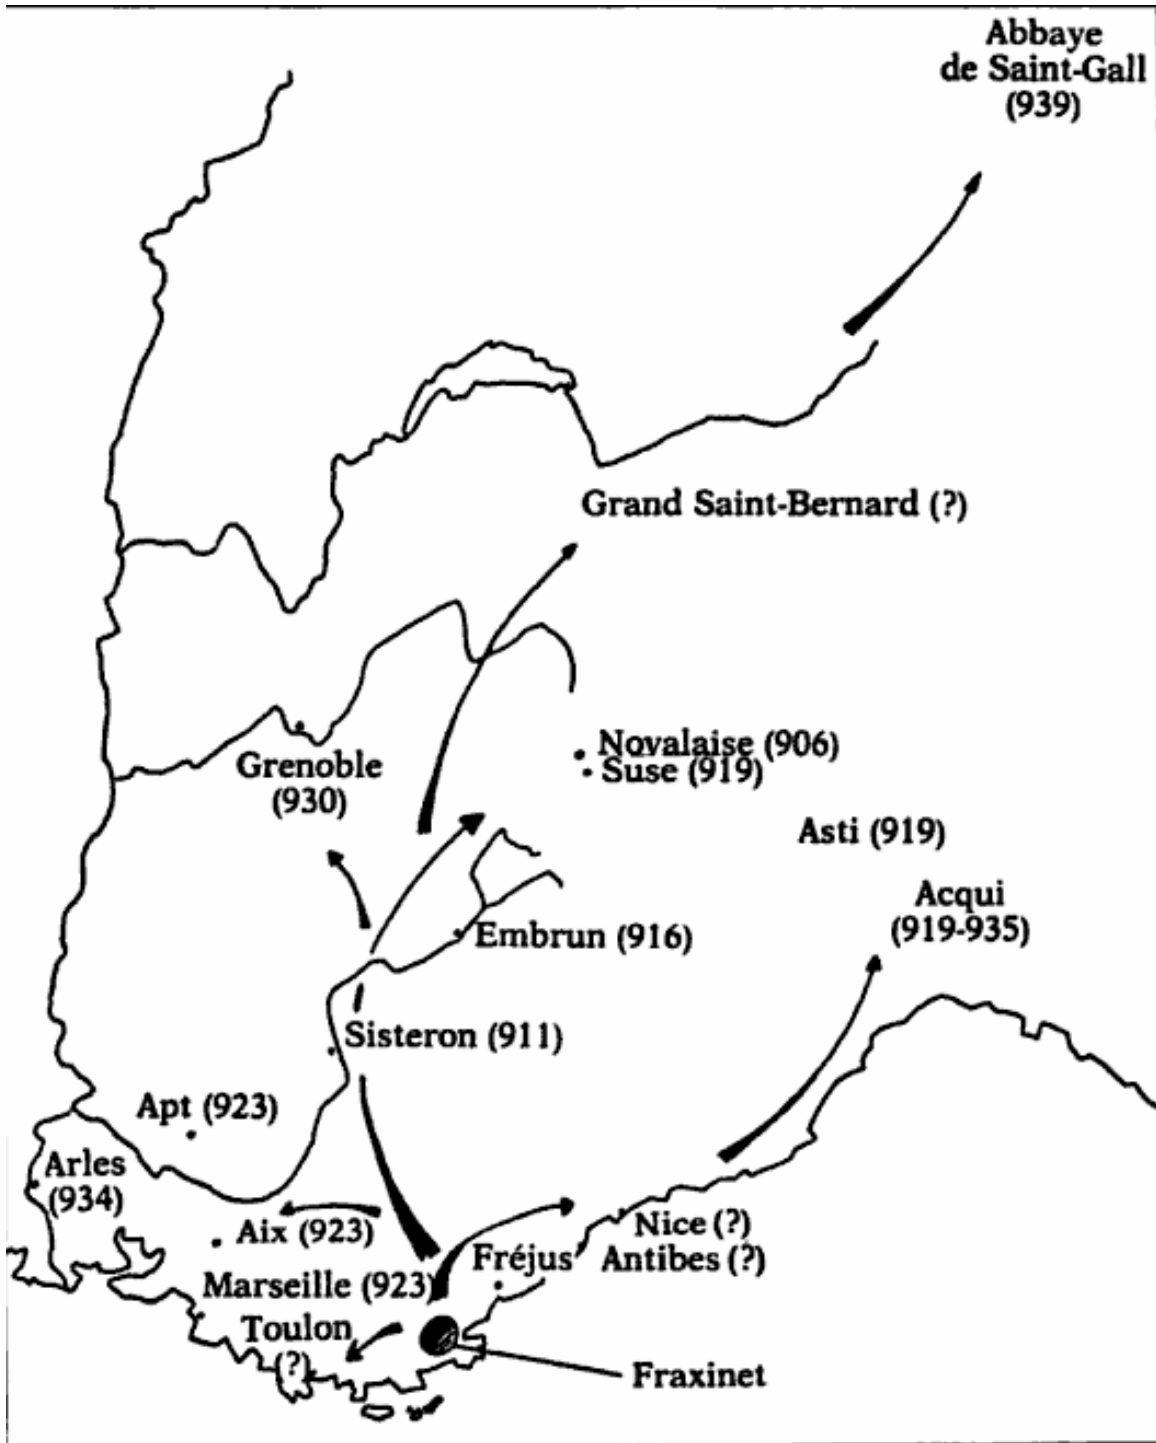 Abbaye
de Saint-Gall
(939)
Grand Saint-Bernard (?)
Novalaise (906)
Suse (919)
Grenoble
(930)
Asti (919)
Acqui
(919-935)
Embrun (916)
Sisteron (911)
Apt (923)
Arles
(934)
Aix (923)
Nice (?)
Fréjus
Antibes (?)
Marseille (923)
Toulon
(?)
Fraxinet